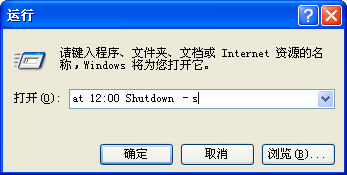 运行
请键入程序、文件夹、文档或 Internet 资源的名
称，Windows 将为您打开它。
打开(O): at 12:00 Shutdown -s
确定 取消 浏览(B)...